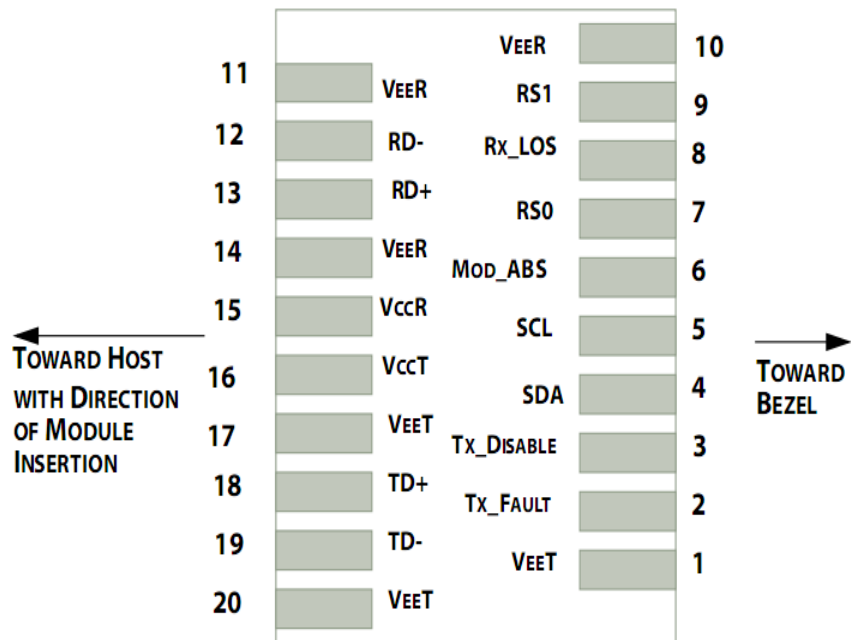 VEER 10
11 VEER
RS1 9
12 RD-
RX_LOS 8
13 RD+
RS0 7
14 VEER
MOD_ABS 6
15 VCCR
SCL 5
TOWARD HOST
WITH DIRECTION
OF MODULE
INSERTION
16 VCCT
TOWARD
BEZEL
SDA 4
17 VEET
TX_DISABLE 3
18 TD+
TX_FAULT 2
19 TD-
VEET 1
20 VEET